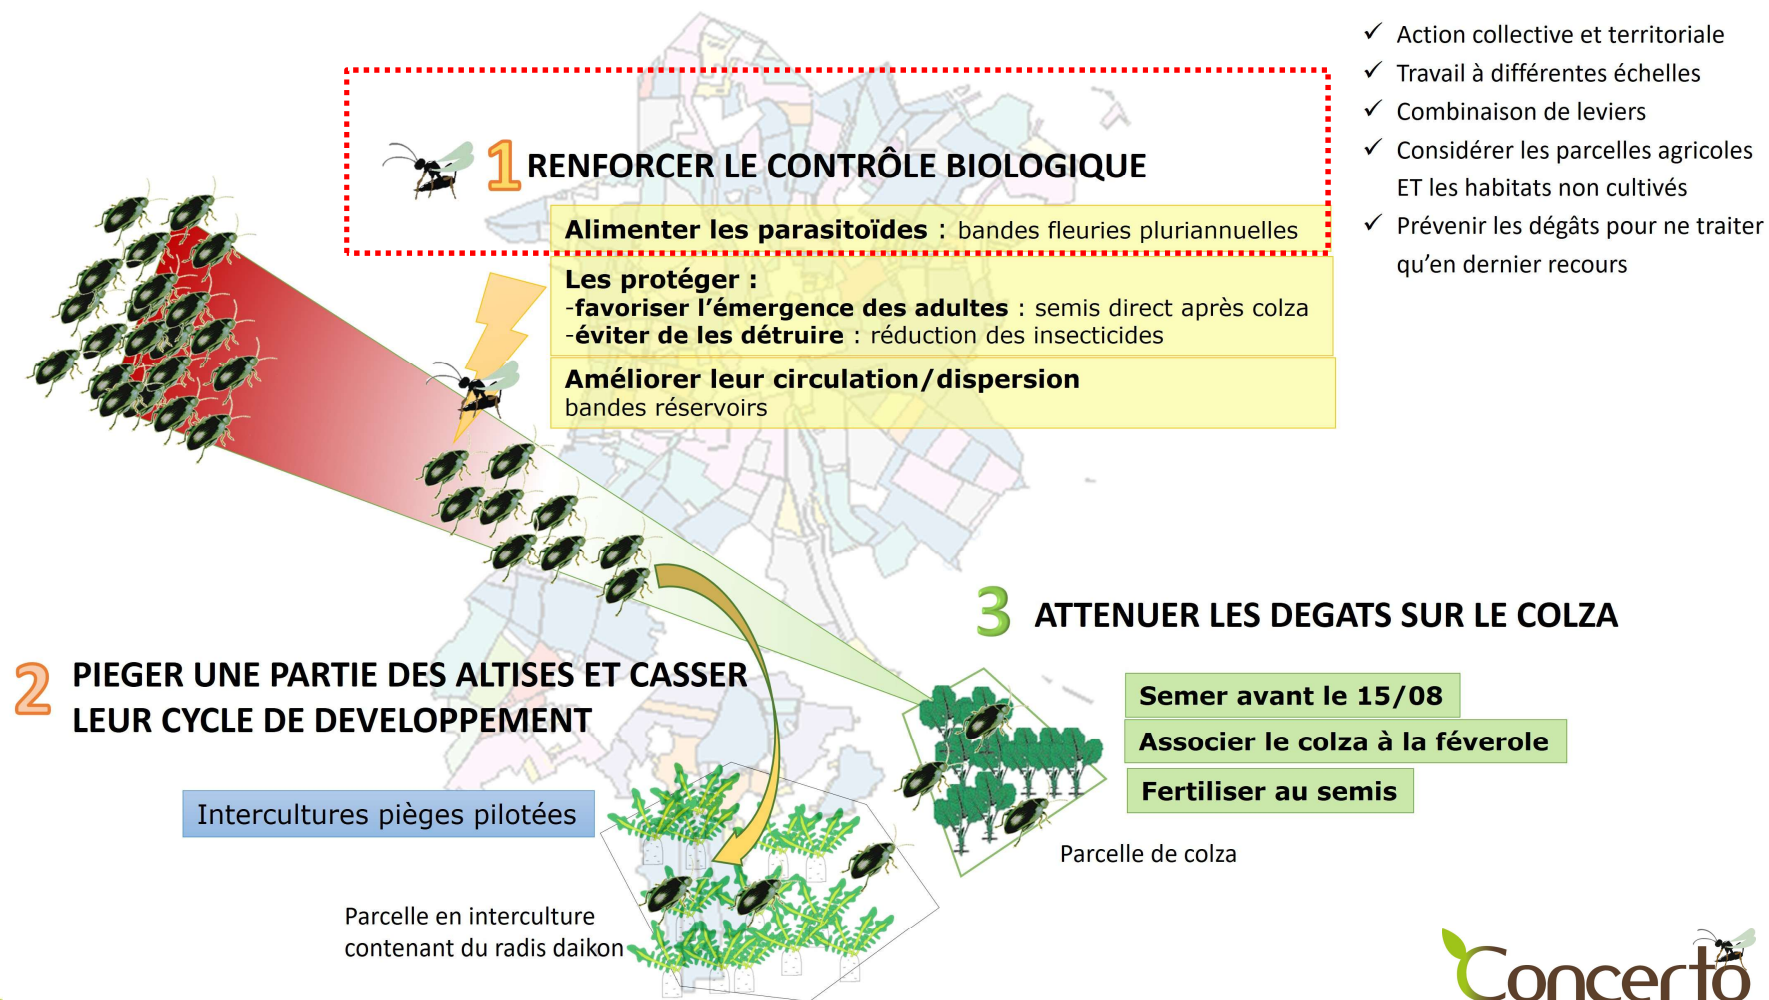 ✓ Action collective et territoriale
✓ Travail à différentes échelles
✓ Combinaison de leviers
✓ Considérer les parcelles agricoles
ET les habitats non cultivés
✓ Prévenir les dégâts pour ne traiter
qu'en dernier recours
1 RENFORCER LE CONTRÔLE BIOLOGIQUE
Alimenter les parasitoïdes : bandes fleuries pluriannuelles
Les protéger :
-favoriser l'émergence des adultes : semis direct après colza
-éviter de les détruire : réduction des insecticides
Améliorer leur circulation/dispersion
bandes réservoirs
2 PIEGER UNE PARTIE DES ALTISES ET CASSER
LEUR CYCLE DE DEVELOPPEMENT
Intercultures pièges pilotées
Parcelle en interculture
contenant du radis daikon
3 ATTENUER LES DEGATS SUR LE COLZA
Semer avant le 15/08
Associer le colza à la féverole
Fertiliser au semis
Parcelle de colza
Concerto